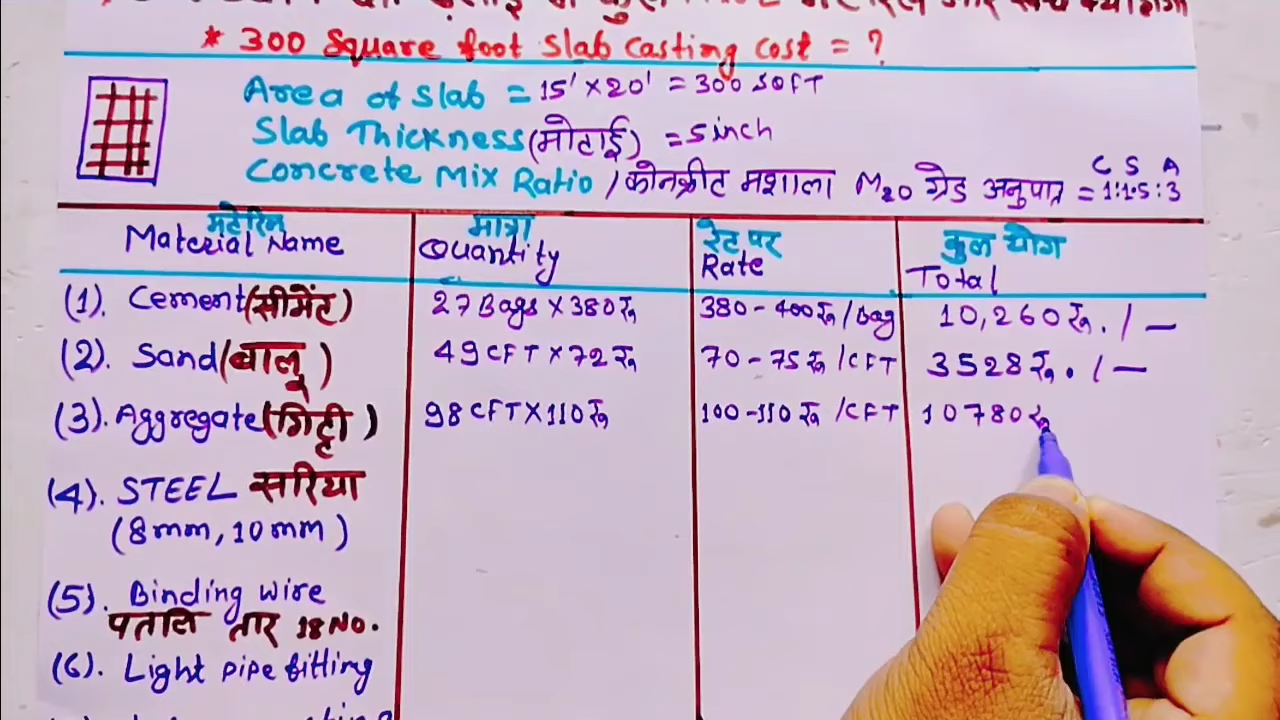 * 300 Square foot Slab Casting Cost = ?
Area of Slab = 15' × 20' = 300 SQFT
Slab Thickness (मोटाई) = 5 inch
Concrete Mix Ratio / कोनक्रीट मशाला M20 ग्रेड अनुपात्र = 1:1.5:3
C S A
मटेरिल Material Name मात्रा Quantity रेट पर Rate कुल योग Total
(1). Cement (सीमेंट) 27 Bags × 380 रु 380 - 400 रु / Bag 10,260 रु. / —
(2). Sand (बालू) 49 CFT × 72 रु 70 - 75 रु / CFT 3528 रु. / —
(3). Aggregate (गिट्टी) 98 CFT × 110 रु 100 - 110 रु / CFT 10780 रु
(4). STEEL सरिया
(8mm, 10mm)
(5). Binding wire
पतलि तार 18 No.
(6). Light pipe fitting